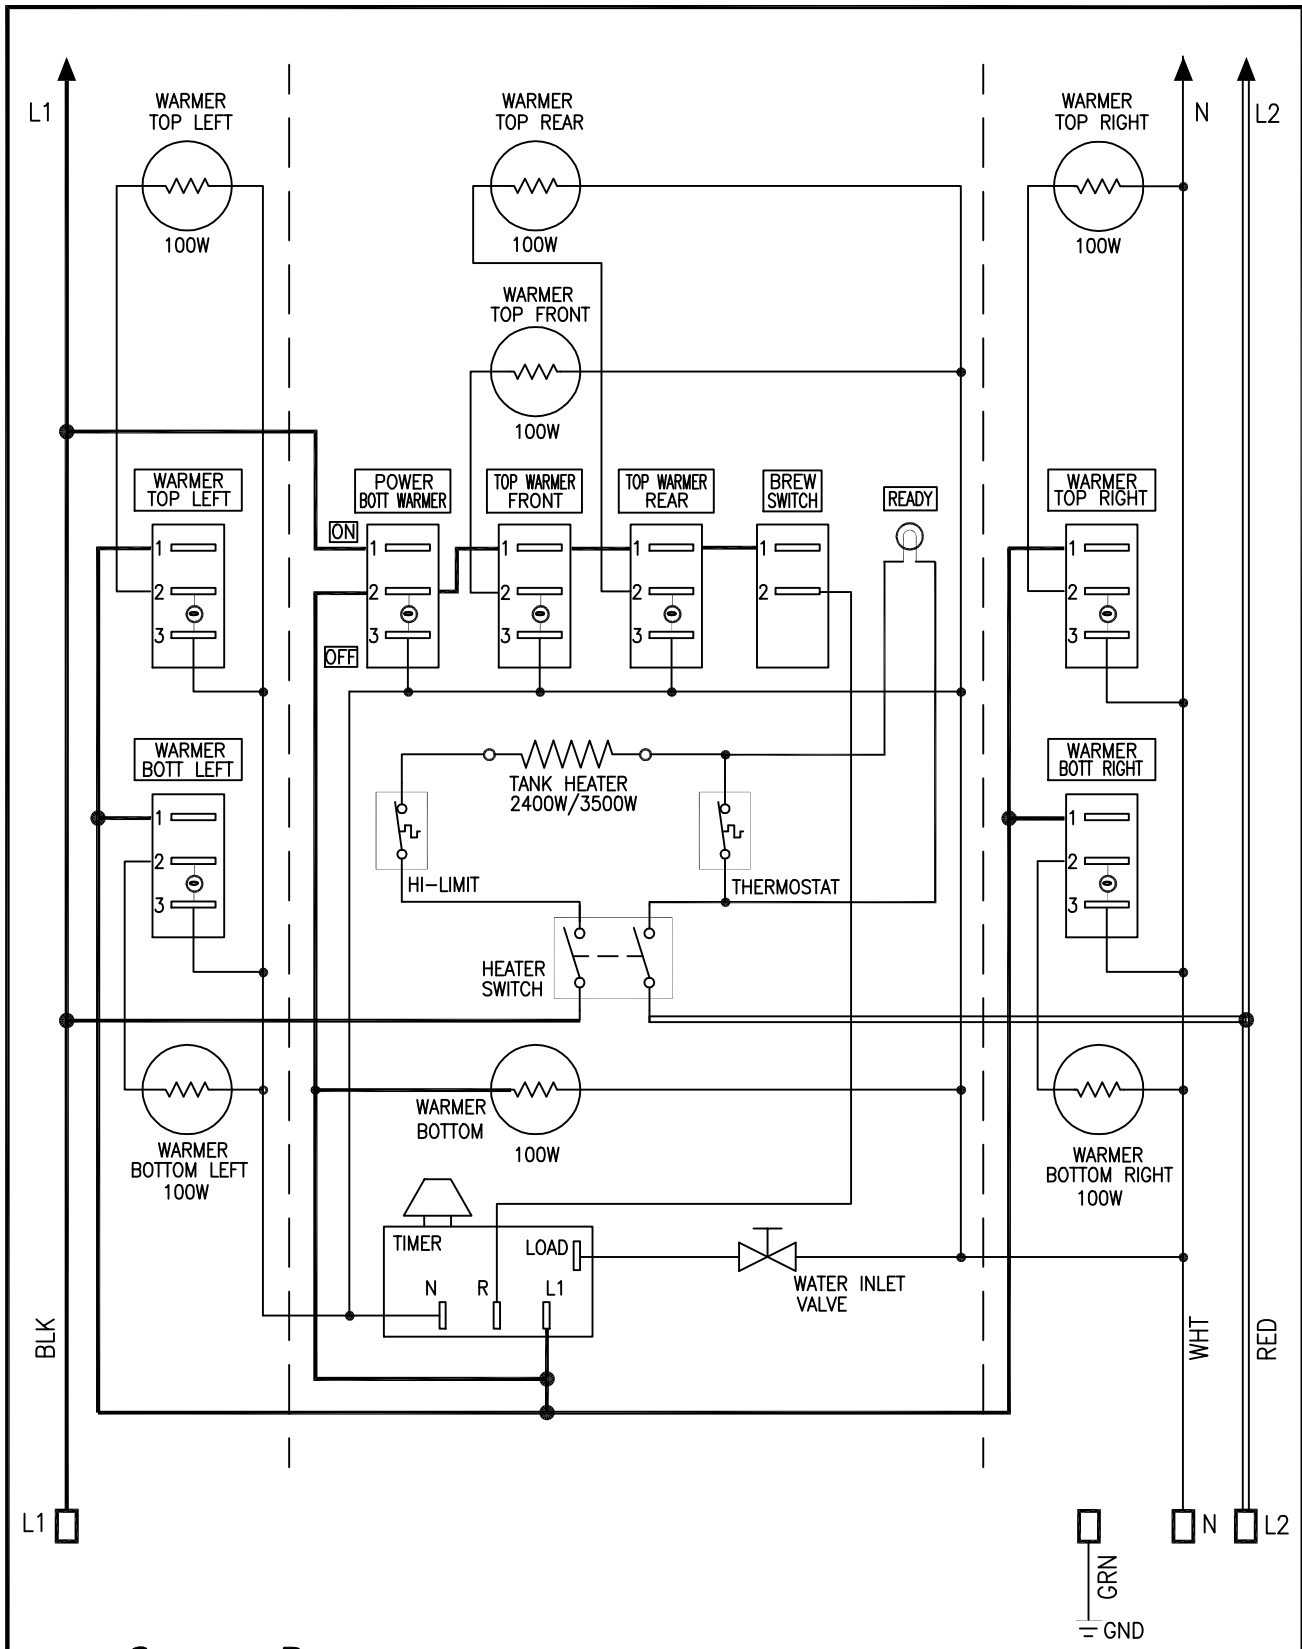 WARMER
TOP LEFT
WARMER
TOP REAR
WARMER
TOP RIGHT
L1
N
L2
100W
100W
100W
WARMER
TOP FRONT
100W
WARMER
TOP LEFT
POWER
BOTT WARMER
TOP WARMER
FRONT
TOP WARMER
REAR
BREW
SWITCH
READY
WARMER
TOP RIGHT
ON
1
2
3
1
2
3
1
2
3
1
2
3
1
2
1
2
3
OFF
WARMER
BOTT LEFT
TANK HEATER
2400W/3500W
WARMER
BOTT RIGHT
1
2
3
1
2
3
HI-LIMIT
THERMOSTAT
HEATER
SWITCH
WARMER
BOTTOM
100W
WARMER
BOTTOM LEFT
100W
WARMER
BOTTOM RIGHT
100W
TIMER
LOAD
N
R
L1
WATER INLET
VALVE
BLK
WHT
RED
L1
N
L2
GRN
GND